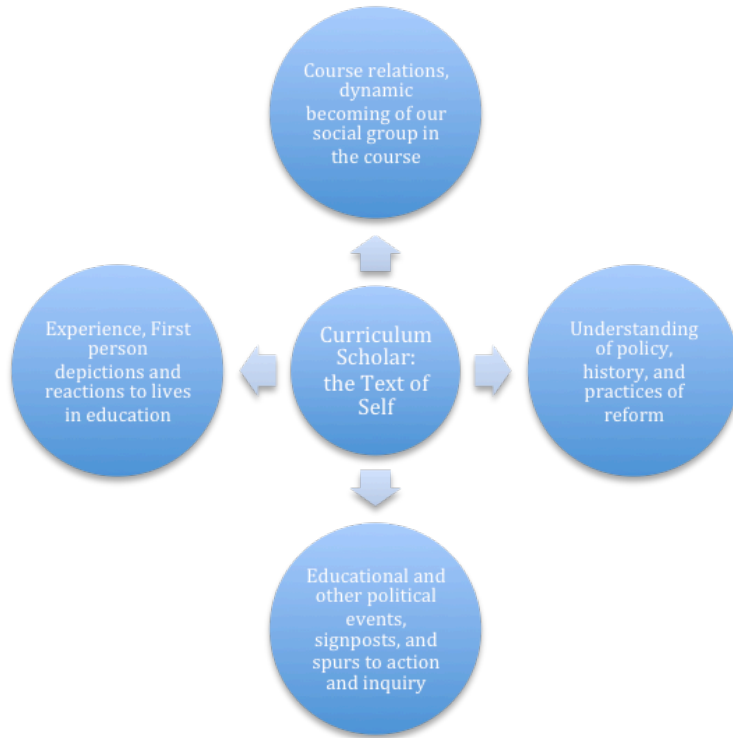 Course relations,
dynamic
becoming of our
social group in
the course
Experience, First
person
depictions and
reactions to lives
in education
Curriculum
Scholar:
the Text of
Self
Understanding
of policy,
history, and
practices of
reform
Educational and
other political
events,
signposts, and
spurs to action
and inquiry